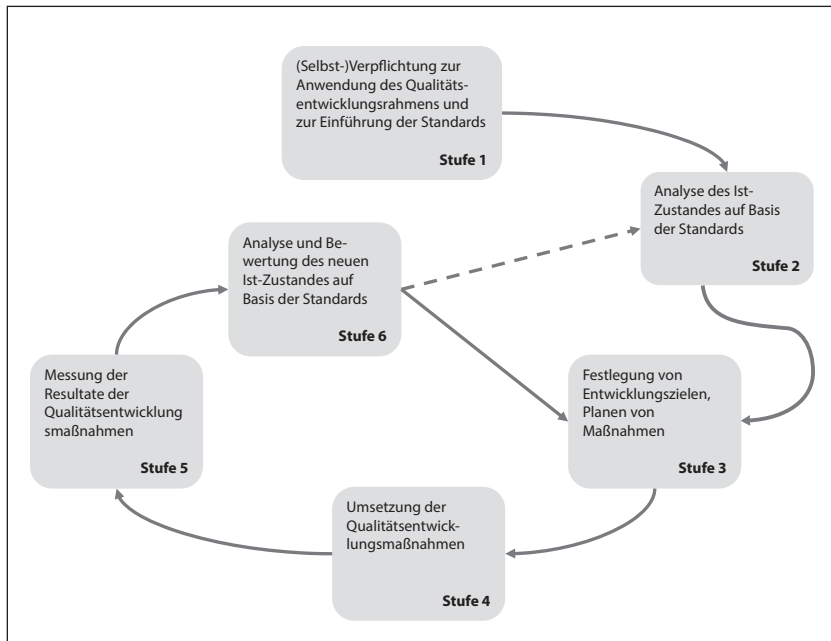 (Selbst-)Verpflichtung zur
Anwendung des Qualitäts-
entwicklungsrahmens und
zur Einführung der Standards
Stufe 1
Analyse des Ist-
Zustandes auf Basis
der Standards
Stufe 2
Festlegung von
Entwicklungszielen,
Planen von
Maßnahmen
Stufe 3
Umsetzung der
Qualitätsentwick-
lungsmaßnahmen
Stufe 4
Messung der
Resultate der
Qualitätsentwicklung
smaßnahmen
Stufe 5
Analyse und Be-
wertung des neuen
Ist-Zustandes auf
Basis der Standards
Stufe 6